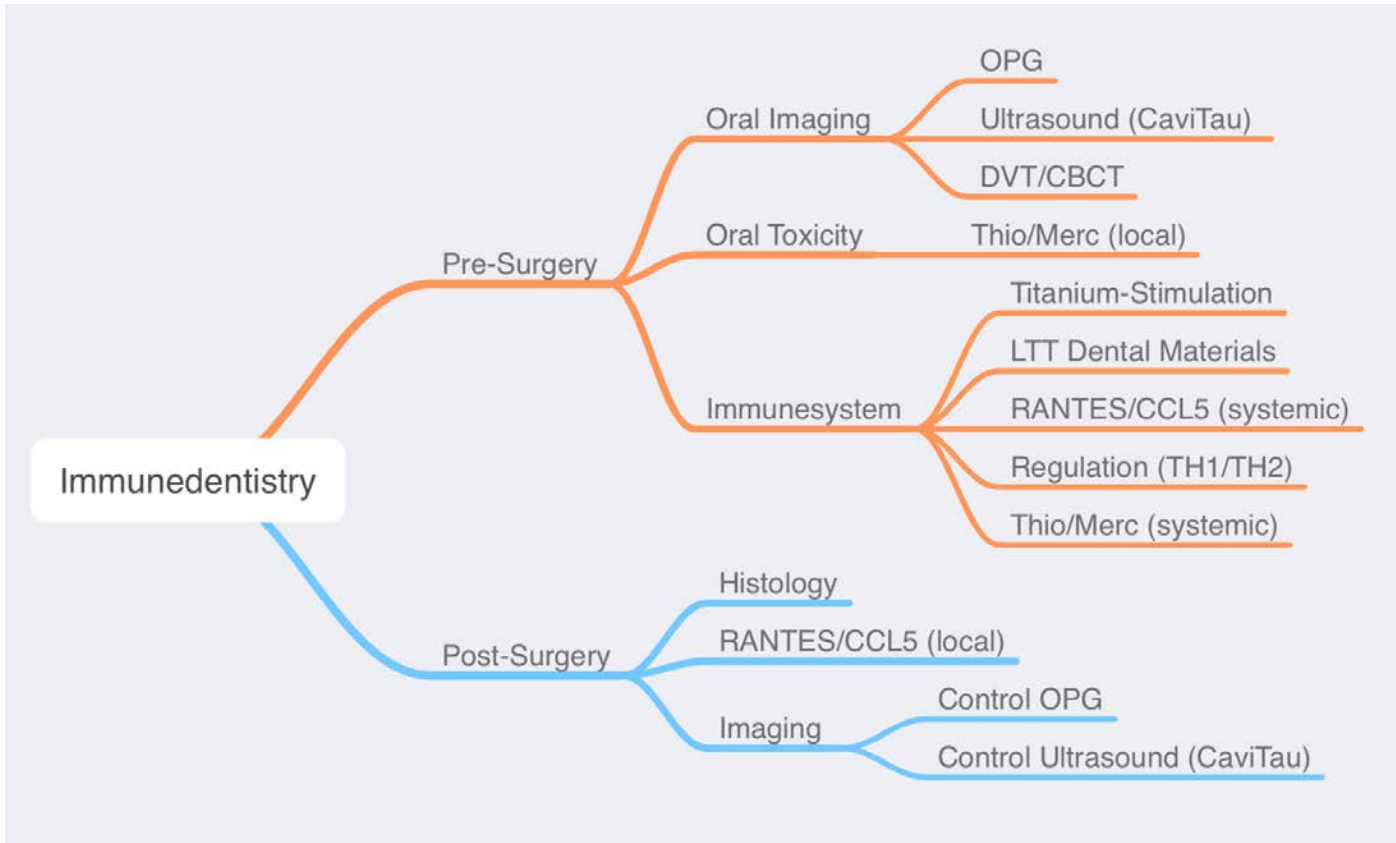 Immunedentistry
Pre-Surgery
Oral Imaging
OPG
Ultrasound (CaviTau)
DVT/CBCT
Oral Toxicity
Thio/Merc (local)
Immunesystem
Titanium-Stimulation
LTT Dental Materials
RANTES/CCL5 (systemic)
Regulation (TH1/TH2)
Thio/Merc (systemic)
Post-Surgery
Histology
RANTES/CCL5 (local)
Imaging
Control OPG
Control Ultrasound (CaviTau)